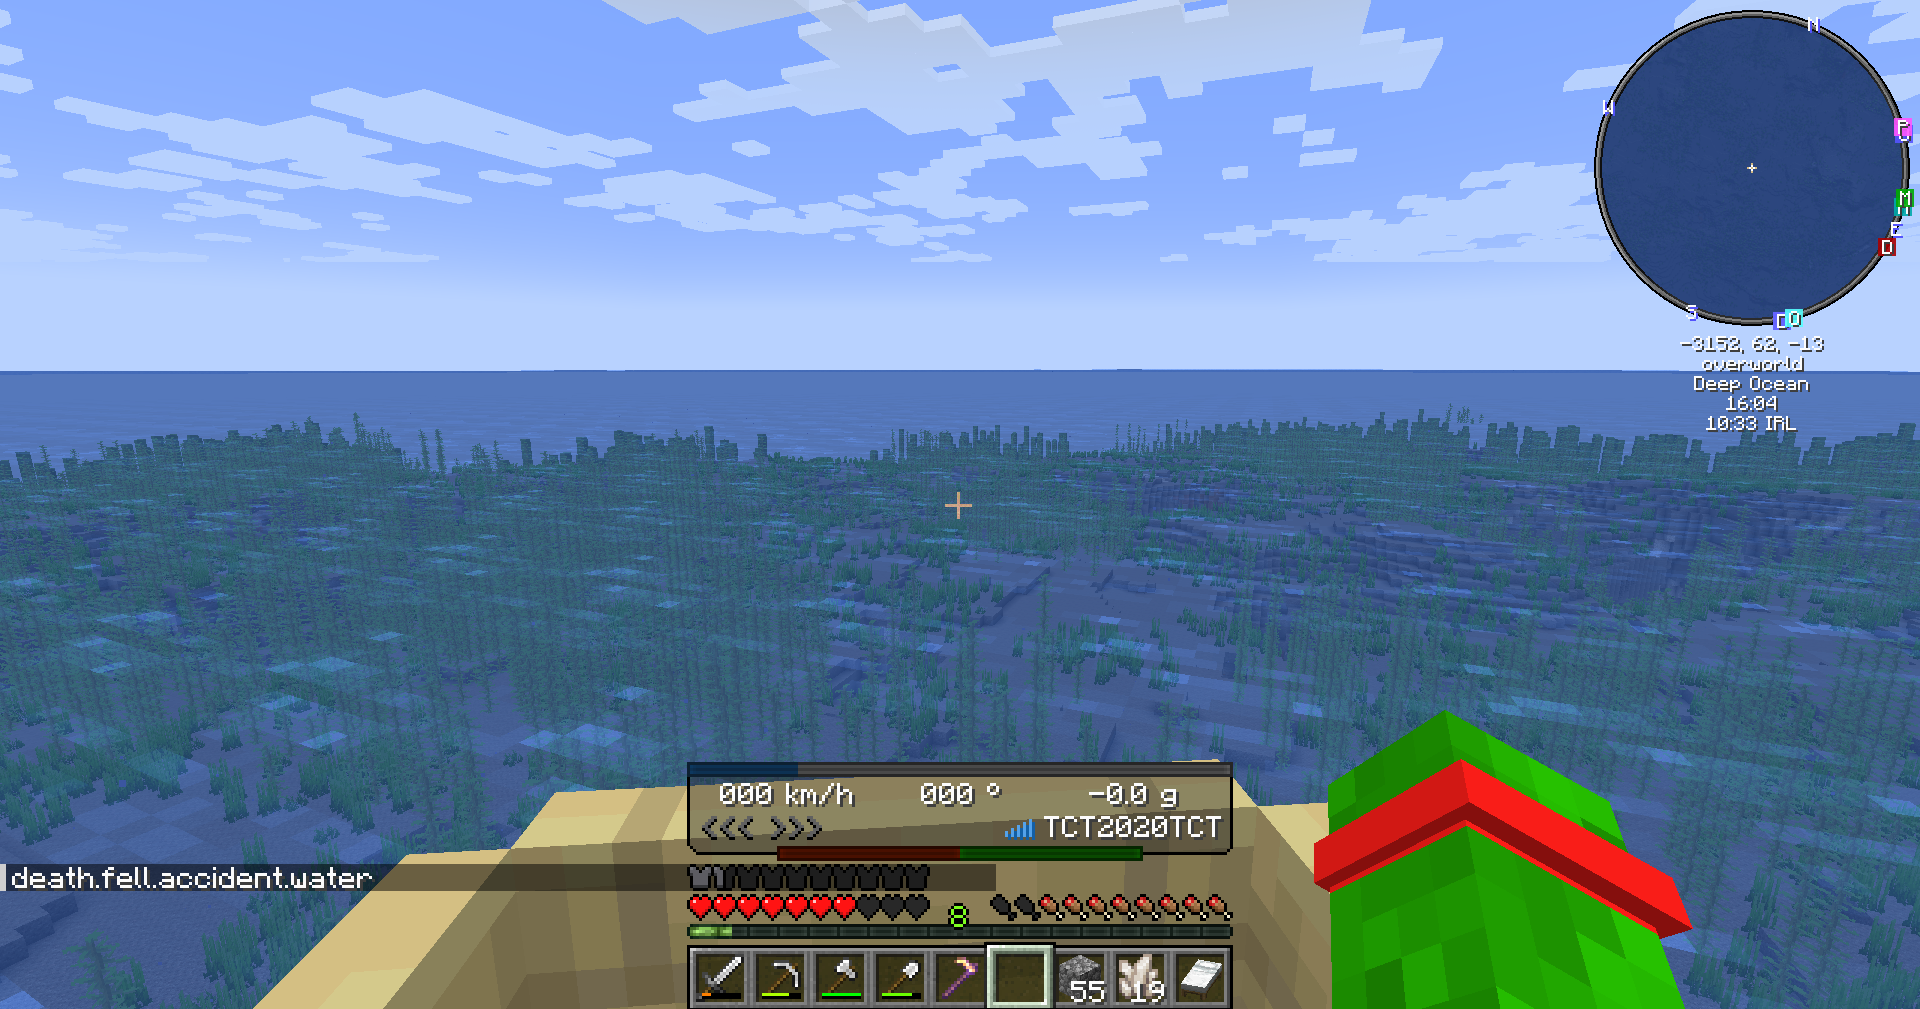 N
W
P
M
E
D
S
D O
-3152, 62, -13
overworld
Deep Ocean
16:04
10:33 IRL
000 km/h 000 ° -0.0 g
<<< >>> TCT2020TCT
death.fell.accident.water
8
55 19